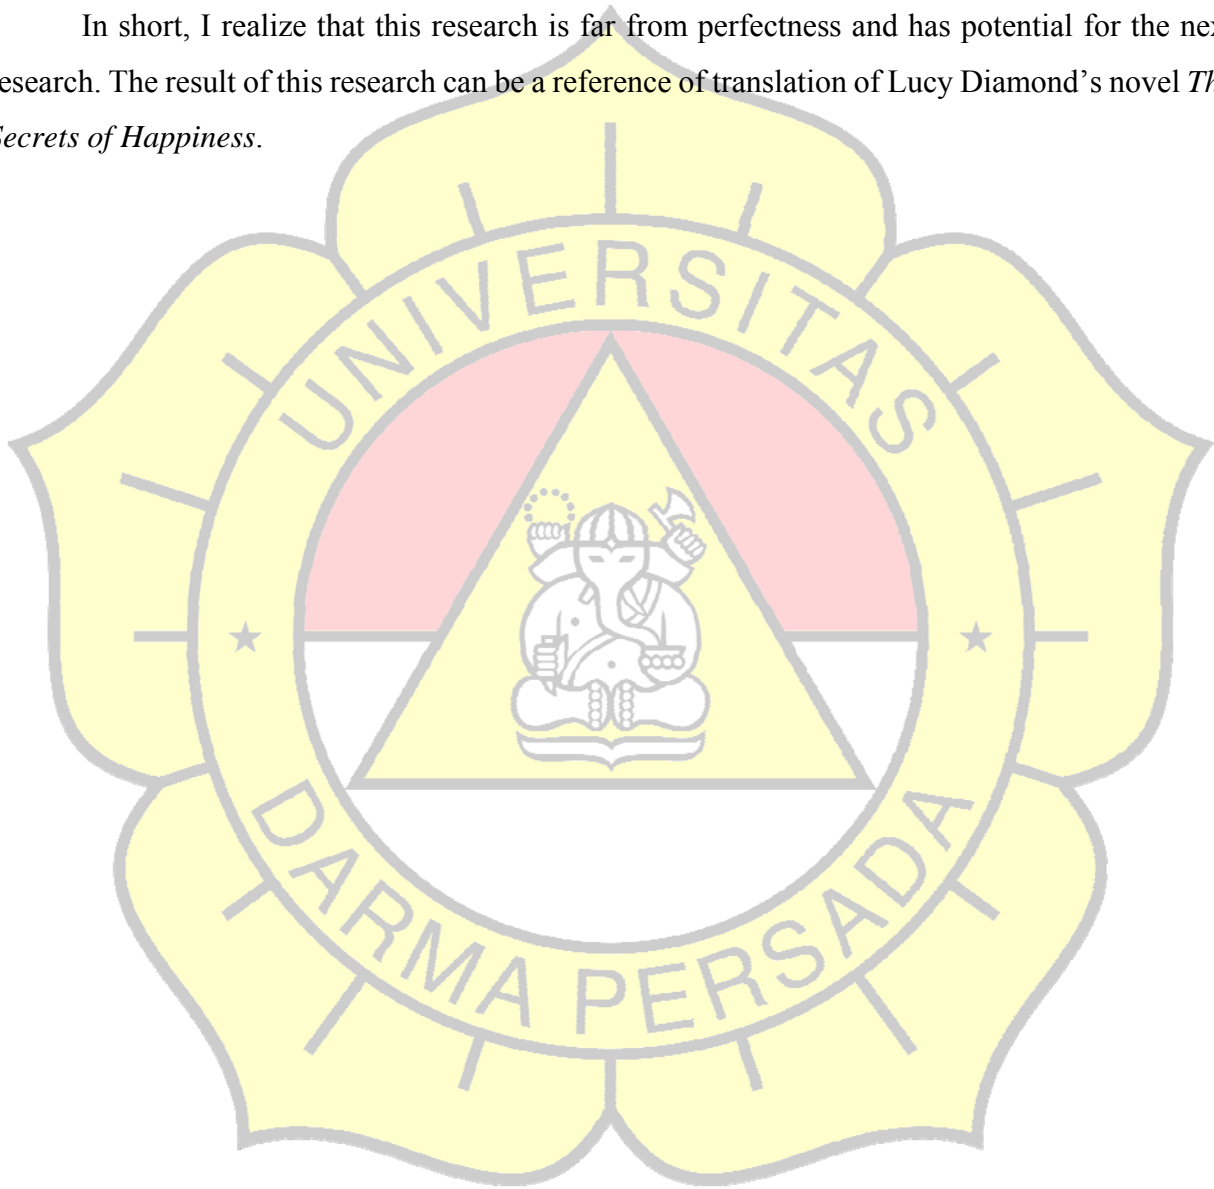 In short, I realize that this research is far from perfectness and has potential for the nex
esearch. The result of this research can be a reference of translation of Lucy Diamond’s novel Th
Secrets of Happiness.
UNIVERSITAS
DARMA PERSADA